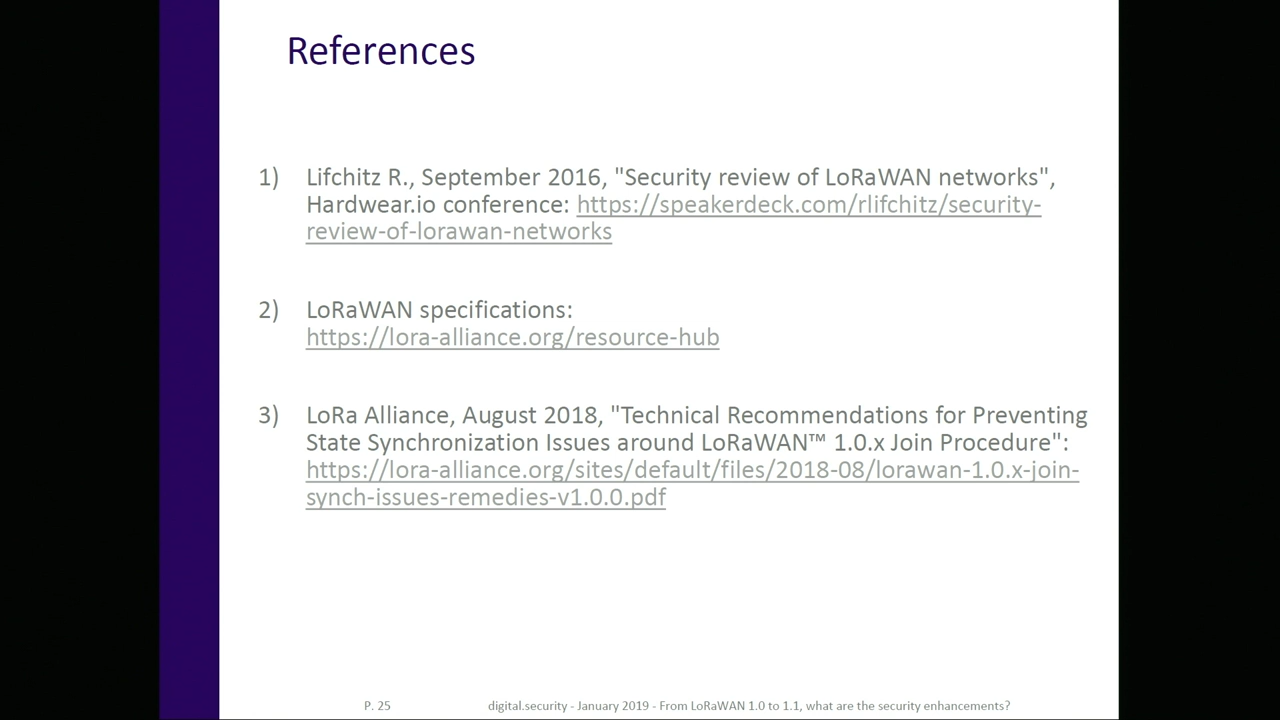 References
1) Lifchitz R., September 2016, "Security review of LoRaWAN networks",
Hardwear.io conference: https://speakerdeck.com/rlifchitz/security-
review-of-lorawan-networks
2) LoRaWAN specifications:
https://lora-alliance.org/resource-hub
3) LoRa Alliance, August 2018, "Technical Recommendations for Preventing
State Synchronization Issues around LoRaWAN™ 1.0.x Join Procedure":
https://lora-alliance.org/sites/default/files/2018-08/lorawan-1.0.x-join-
synch-issues-remedies-v1.0.0.pdf
P. 25 digital.security - January 2019 - From LoRaWAN 1.0 to 1.1, what are the security enhancements?